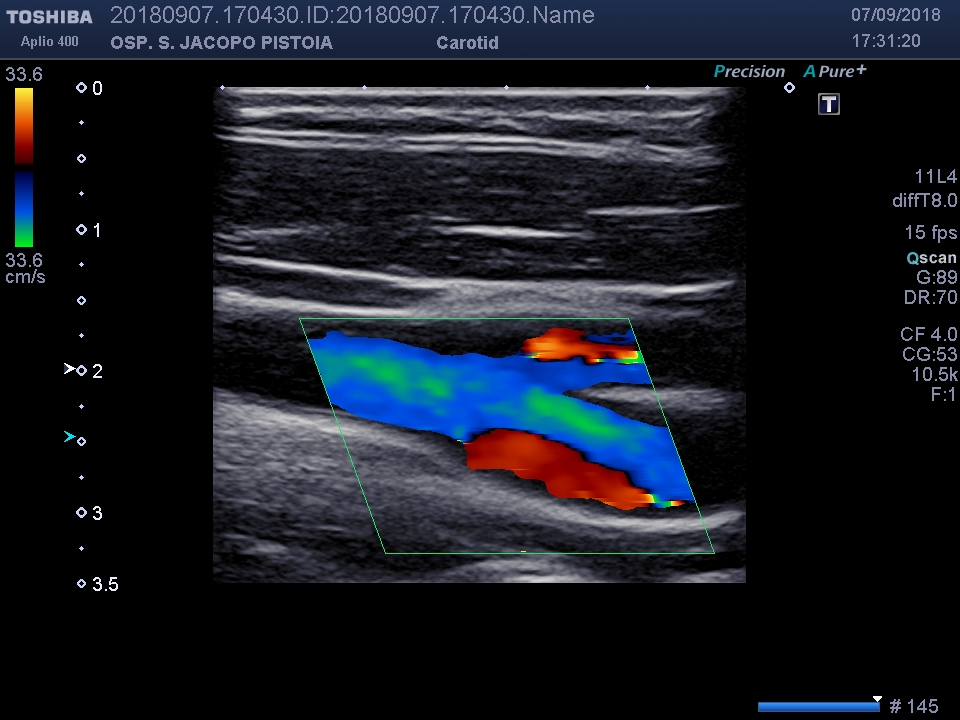 TOSHIBA 20180907.170430.ID:20180907.170430.Name 07/09/2018
Aplio 400 OSP. S. JACOPO PISTOIA Carotid 17:31:20
Precision A Pure+
T
33.6
33.6
cm/s
0
1
2
3
3.5
11L4
diffT8.0
15 fps
Qscan
G:89
DR:70
CF 4.0
CG:53
10.5k
F:1
# 145